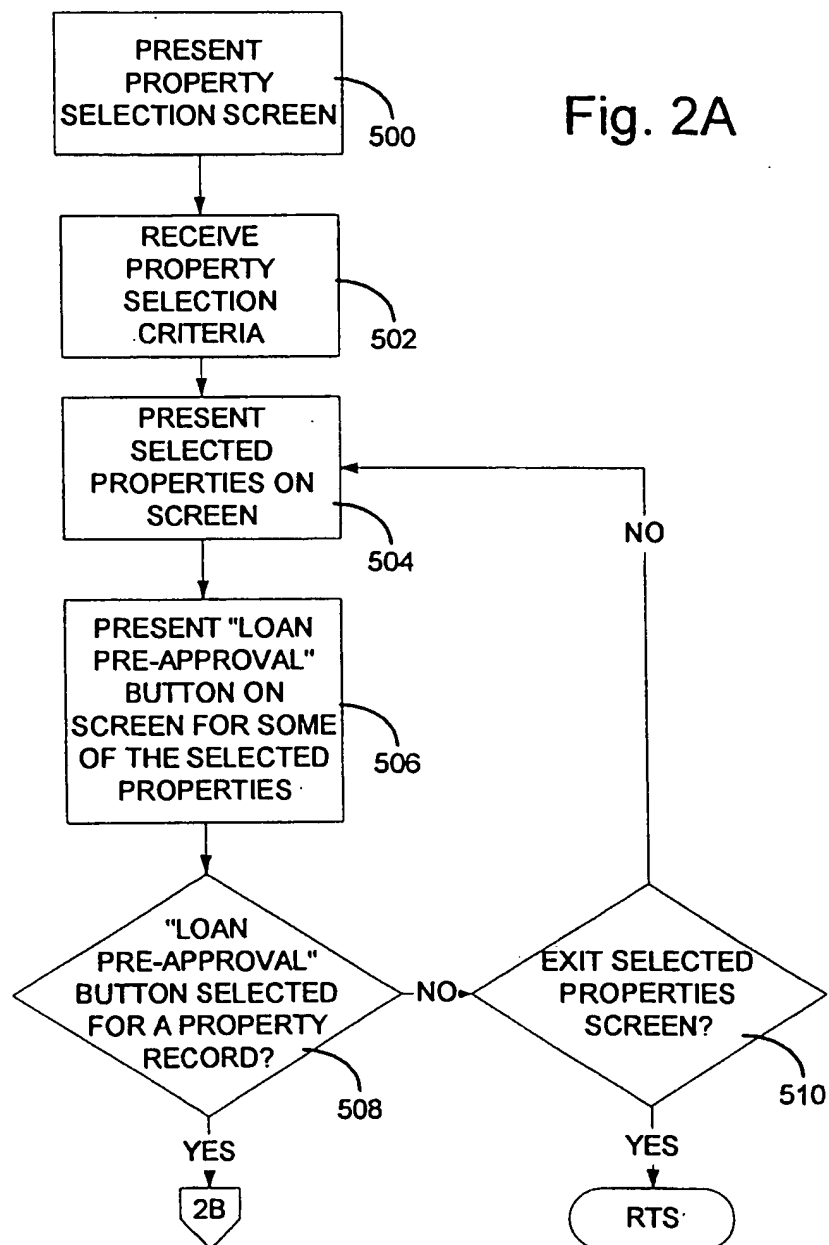 PRESENT
PROPERTY
SELECTION SCREEN
500
Fig. 2A
RECEIVE
PROPERTY
SELECTION
CRITERIA
502
PRESENT
SELECTED
PROPERTIES ON
SCREEN
504
NO
PRESENT "LOAN
PRE-APPROVAL"
BUTTON ON
SCREEN FOR SOME
OF THE SELECTED
PROPERTIES
506
"LOAN
PRE-APPROVAL"
BUTTON SELECTED
FOR A PROPERTY
RECORD?
508
NO
EXIT SELECTED
PROPERTIES
SCREEN?
510
YES
YES
2B
RTS